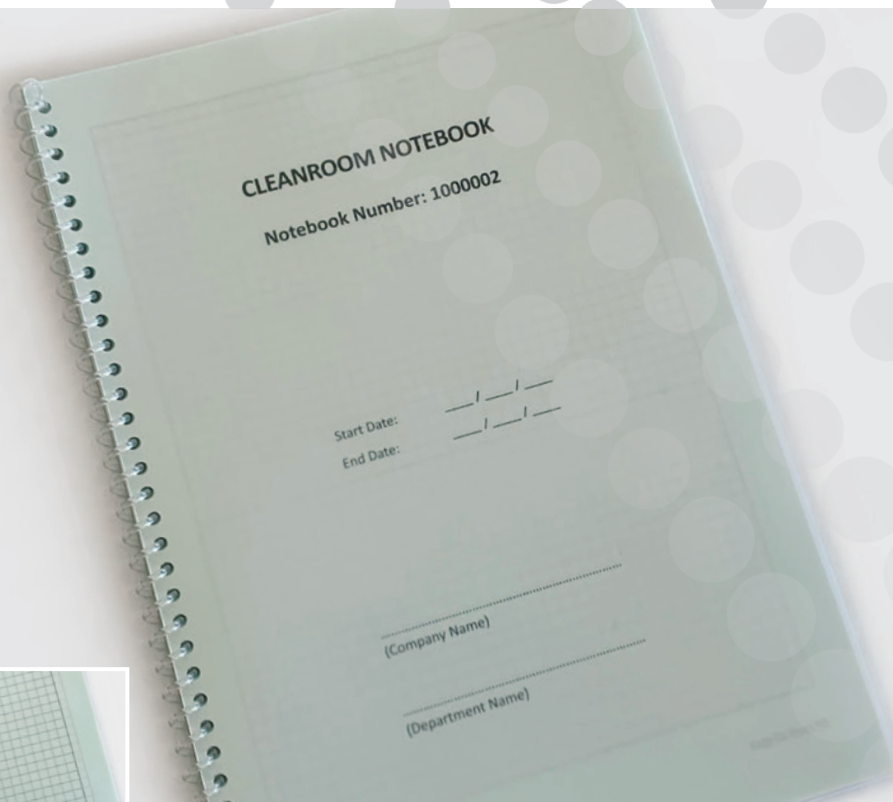 CLEANROOM NOTEBOOK
Notebook Number: 1000002
Start Date: __/__/__
End Date: __/__/__
(Company Name)
(Department Name)